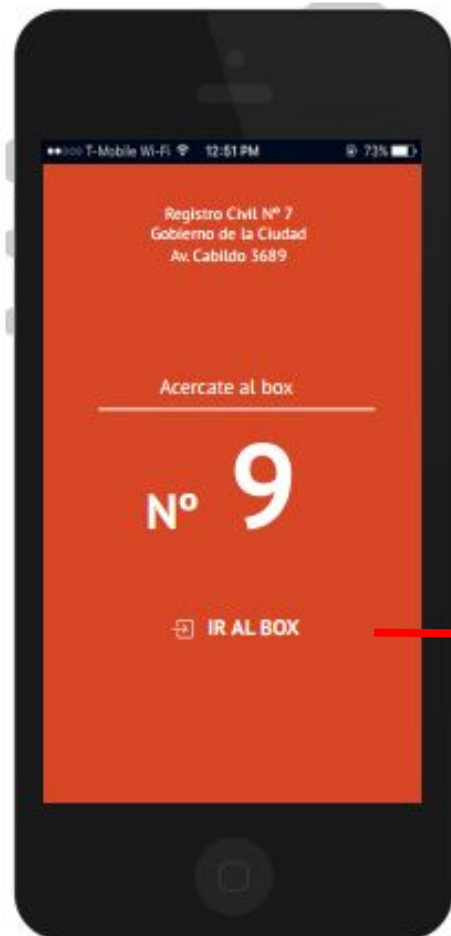 T-Mobile Wi-Fi 12:51 PM 73%
Registro Civil Nº 7
Gobierno de la Ciudad
Av. Cabildo 3689
Acercate al box
Nº 9
IR AL BOX